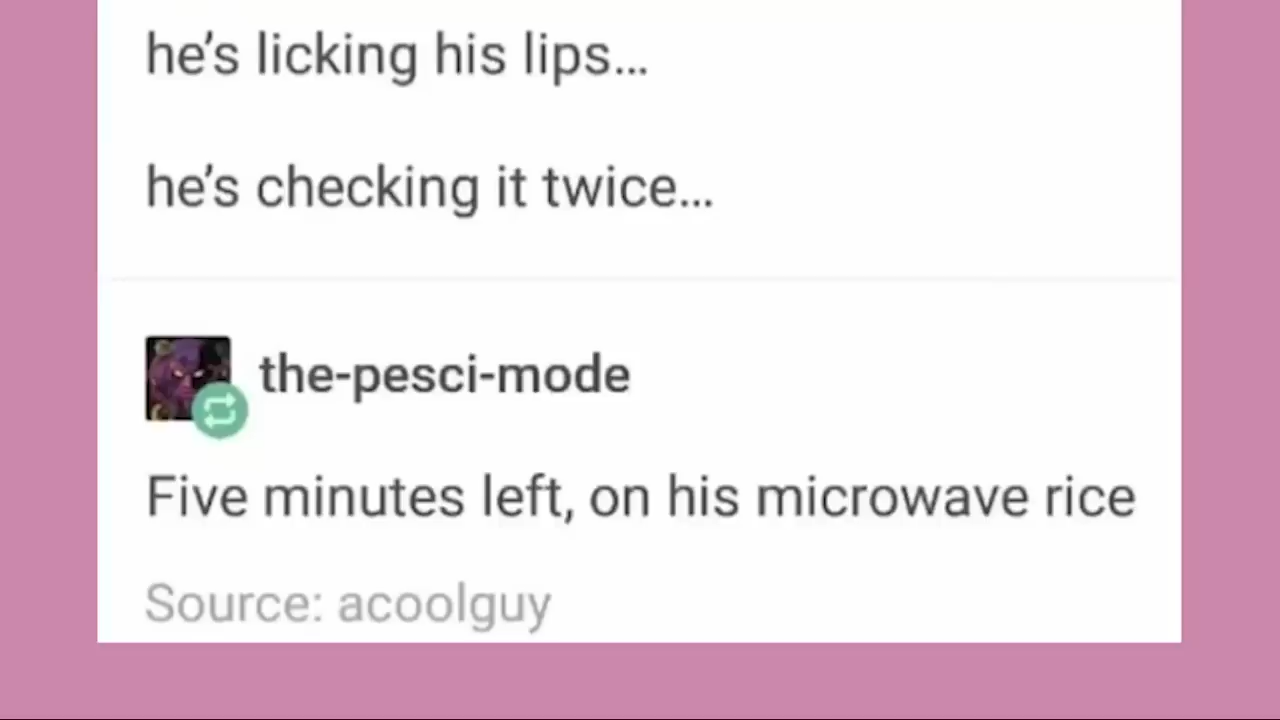 he’s licking his lips...
he’s checking it twice...
the-pesci-mode
Five minutes left, on his microwave rice
Source: acoolguy